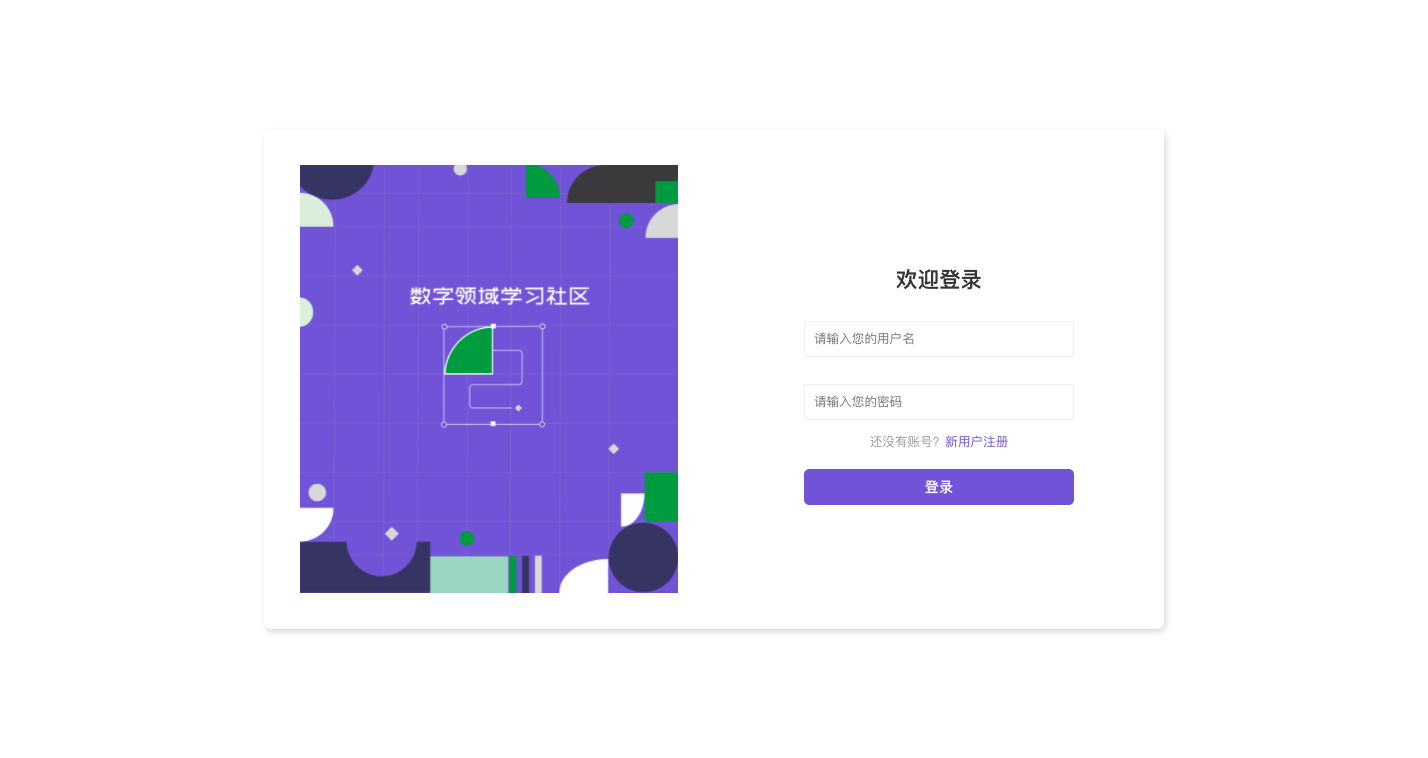 数字领域学习社区
欢迎登录
请输入您的用户名
请输入您的密码
还没有账号？ 新用户注册
登录